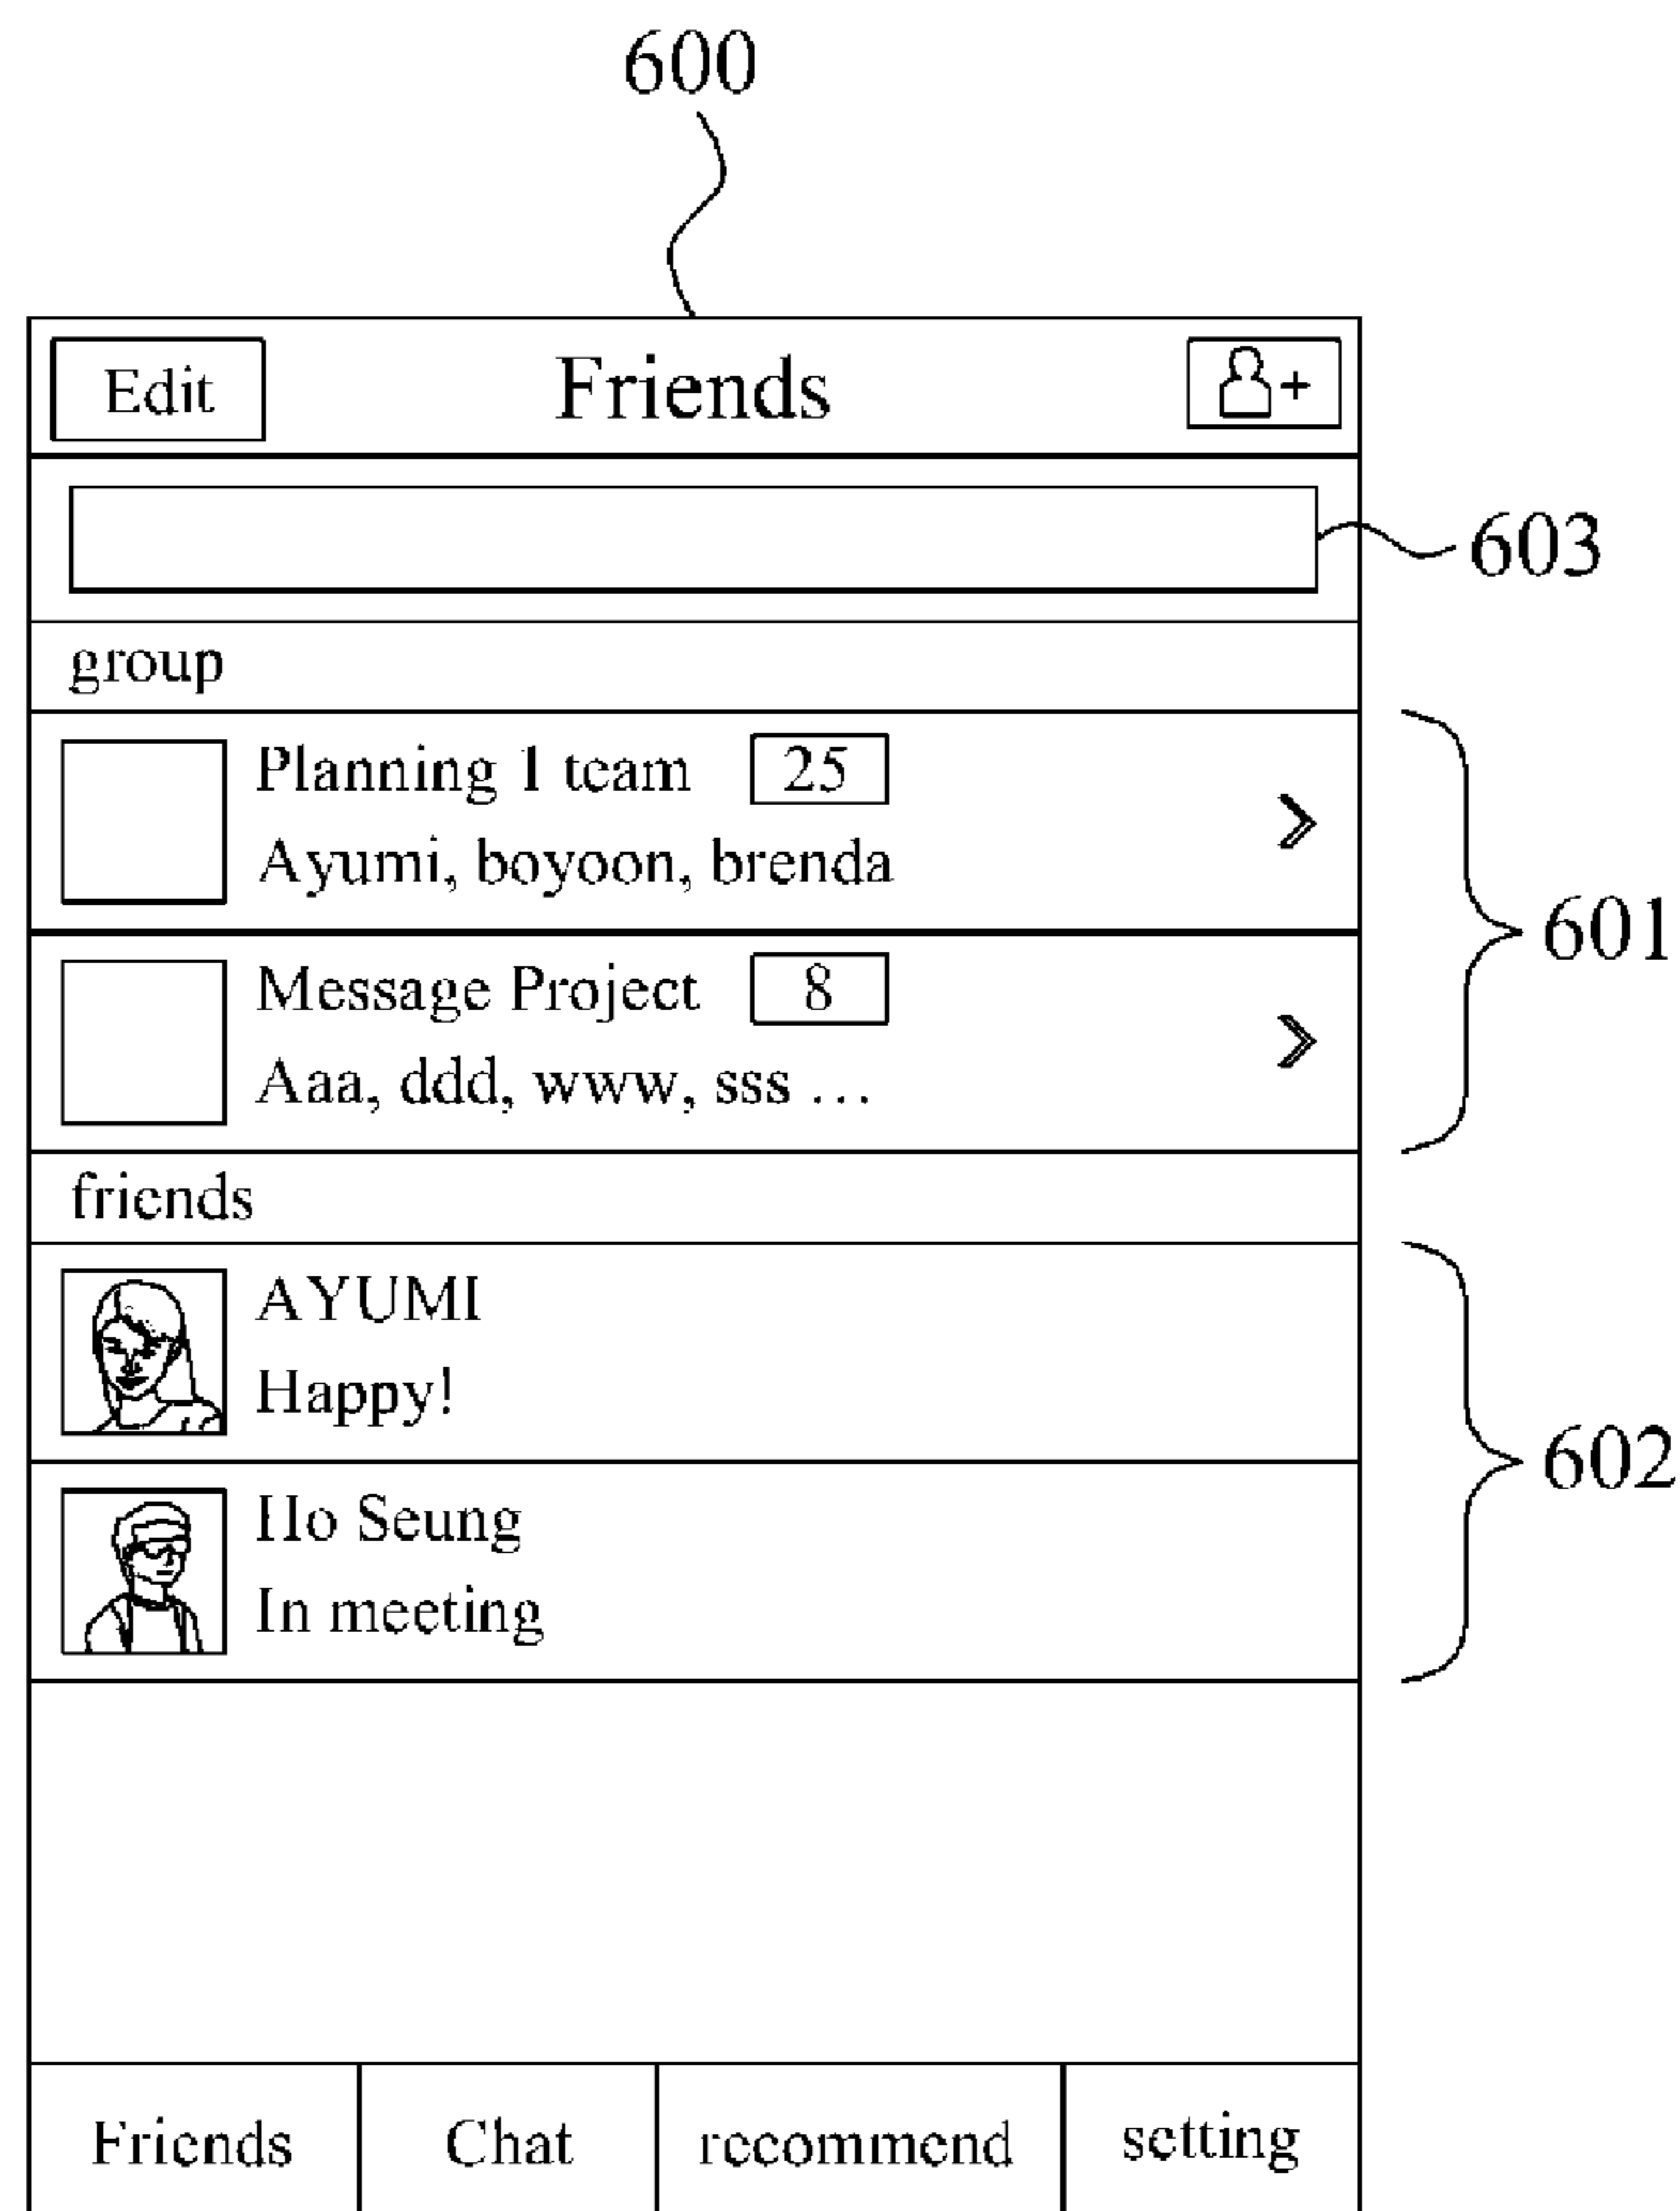 600
Edit Friends +
603
group
Planning 1 team 25
Ayumi, boyoon, brenda
601
Message Project 8
Aaa, ddd, www, sss ...
friends
AYUMI
Happy!
602
Ho Seung
In meeting
Friends Chat recommend setting